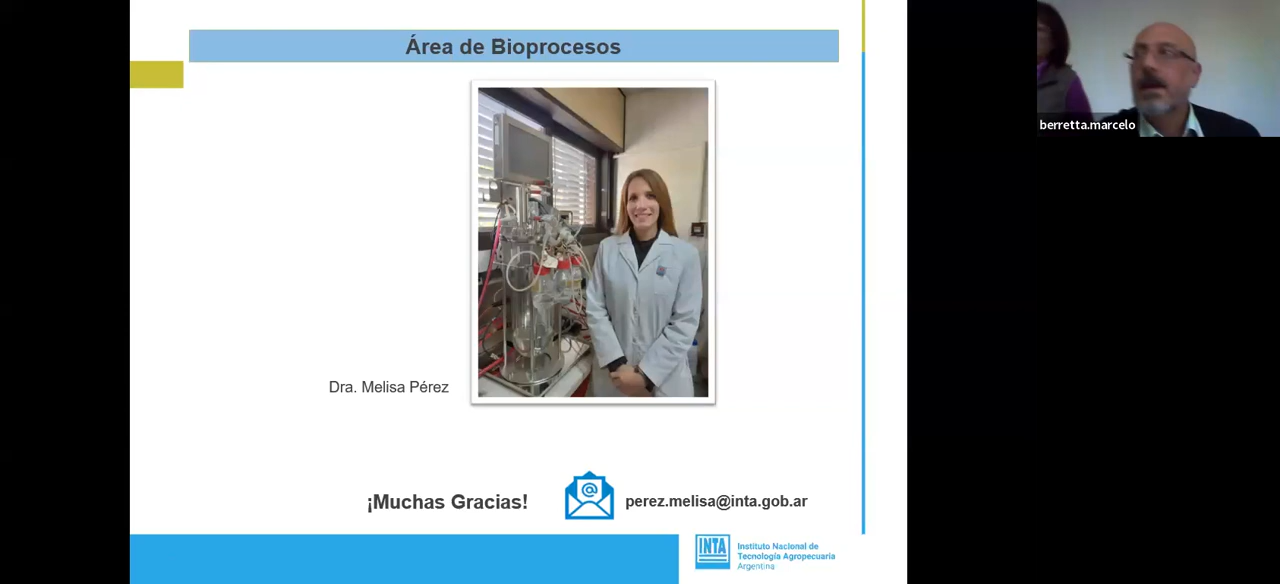 Área de Bioprocesos
berretta.marcelo
Dra. Melisa Pérez
¡Muchas Gracias!
@
perez.melisa@inta.gob.ar
INTA
Instituto Nacional de
Tecnología Agropecuaria
Argentina